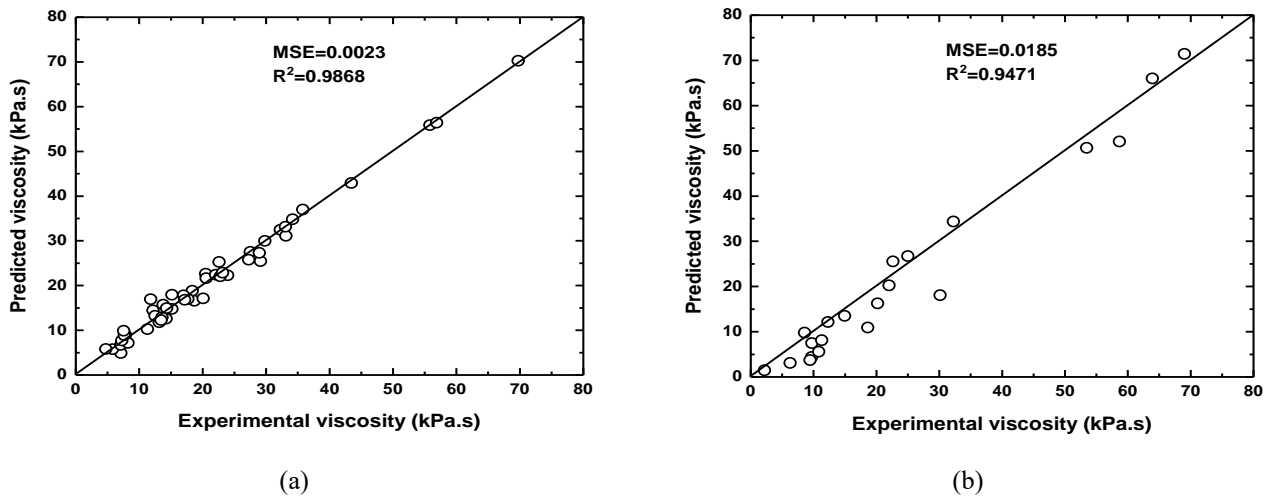 80
70
60
50
40
30
20
10
0
Predicted viscosity (kPa.s)
MSE=0.0023
R²=0.9868
0 10 20 30 40 50 60 70 80
Experimental viscosity (kPa.s)
(a)
80
70
60
50
40
30
20
10
0
Predicted viscosity (kPa.s)
MSE=0.0185
R²=0.9471
0 10 20 30 40 50 60 70 80
Experimental viscosity (kPa.s)
(b)